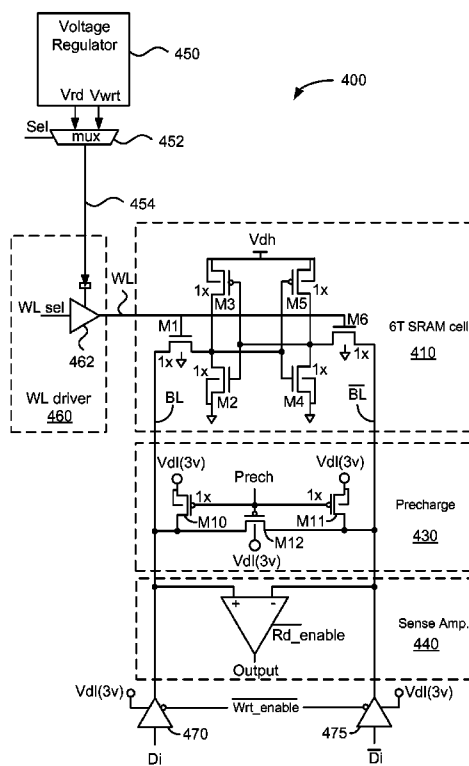 Voltage
Regulator
450
Vrd Vwrt
400
Sel
mux
452
454
Vdh
1x
M3
1x
M5
WL
WL_sel
M1
M6
462
1x
1x
6T SRAM cell
410
1x
1x
M2
M4
WL driver
460
BL
BL
Vdl(3v)
Prech
Vdl(3v)
1x
1x
Precharge
M10
M11
M12
430
Vdl(3v)
+
-
Rd_enable
Sense Amp.
440
Output
Vdl(3v)
Wrt_enable
Vdl(3v)
470
475
Di
Di